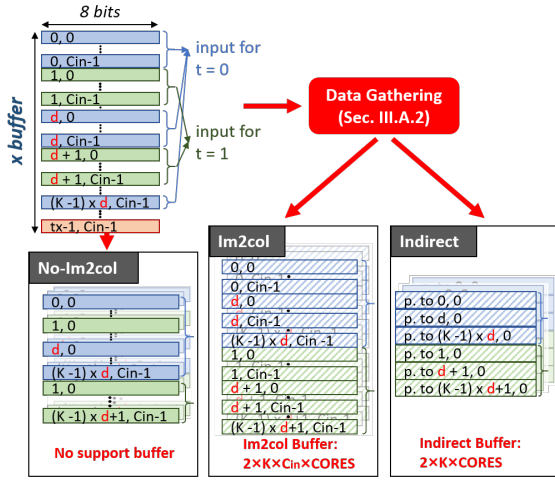 8 bits
x buffer
0, 0
0, Cin-1
1, 0
1, Cin-1
d, 0
d, Cin-1
d + 1, 0
d + 1, Cin-1
(K -1) x d, Cin-1
tx-1, Cin-1
input for
t = 0
input for
t = 1
Data Gathering
(Sec. III.A.2)
No-Im2col
0, 0
1, 0
d, 0
(K -1) x d, Cin-1
1, 0
(K -1) x d+1, Cin-1
No support buffer
Im2col
0, 0
0, Cin-1
d, 0
d, Cin-1
(K -1) x d, Cin -1
1, 0
1, Cin-1
d + 1, 0
d + 1, Cin-1
(K -1) x d+1, Cin-1
Im2col Buffer:
2×K×Cin×CORES
Indirect
p. to 0, 0
p. to d, 0
p. to (K -1) x d, 0
p. to 1, 0
p. to d + 1, 0
p. to (K -1) x d+1, 0
Indirect Buffer:
2×K×CORES